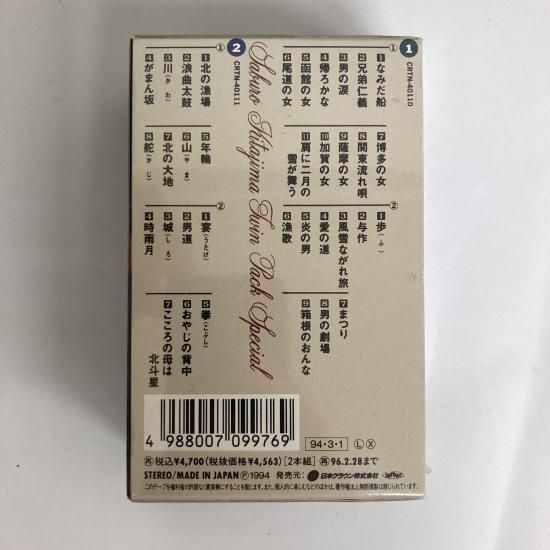 1 CRTN-40110
①
1 なみだ船
2 兄弟仁義
3 男の涙
4 帰ろかな
5 函館の女
6 尾道の女
7 博多の女
8 関東流れ唄
9 薩摩の女
10 加賀の女
11 肩に二月の
雪が舞う
②
1 歩(ふ)
2 与作
3 風雪ながれ旅
4 愛の道
5 炎の男
6 漁歌
7 まつり
8 男の劇場
9 箱根のおんな
Saburo Kitajima Twin Pack Special
2 CRTN-40111
①
1 北の漁場
2 浪曲太鼓
3 川(かわ)
4 がまん坂
5 年輪
6 山(やま)
7 北の大地
8 舵(かじ)
②
1 宴(うたげ)
2 男道
3 城(しろ)
4 時雨月
5 拳(こぶし)
6 おやじの背中
7 こころの母は
北斗星
4 988007 099769
94・3・1 Ⓛ Ⓧ
再 税込¥4,700(税抜価格¥4,563)[2本組] 再 96.2.28まで
STEREO/MADE IN JAPAN Ⓟ1994 発売元: 日本クラウン株式会社